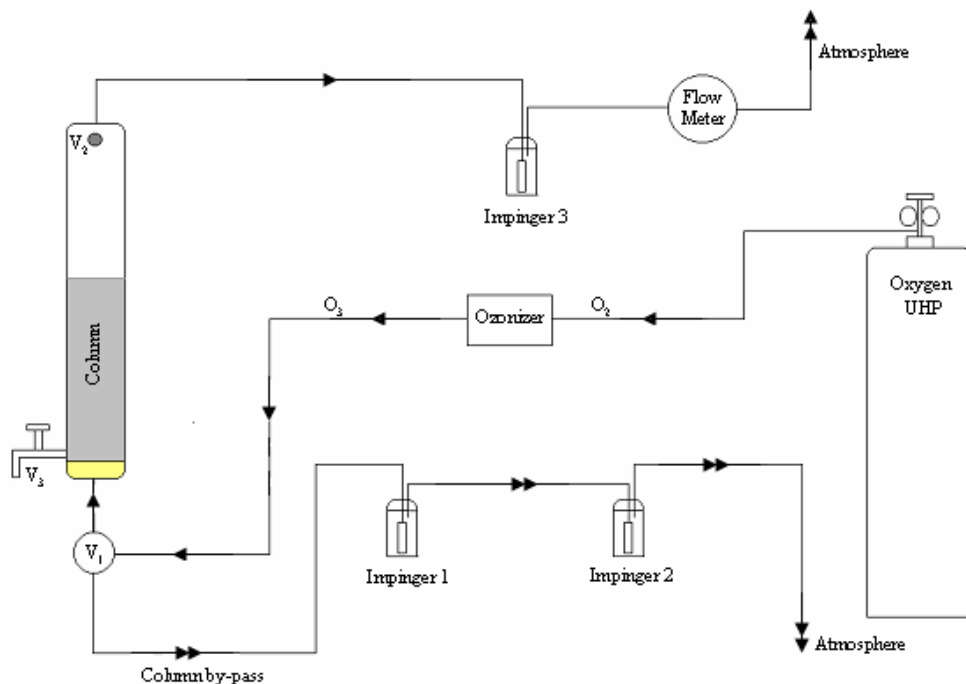 Atmosphere
Flow
Meter
V2
Impinger 3
Oxygen
UHP
O3
Ozonizer
O2
Column
V3
V1
Impinger 1
Impinger 2
Atmosphere
Column by-pass